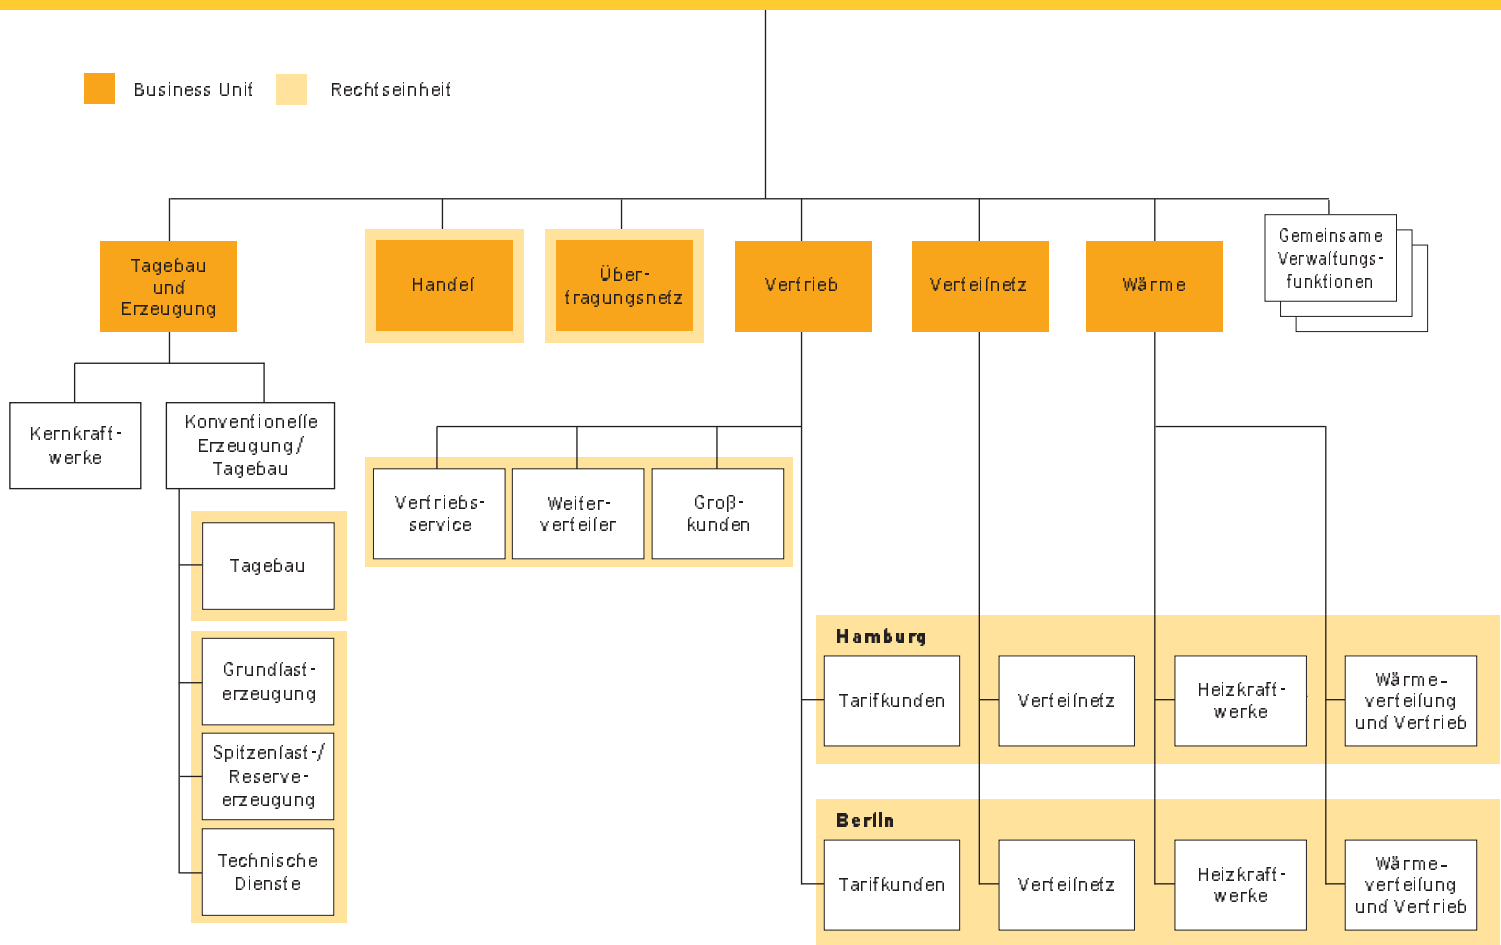 Business Unit
Rechtseinheit
Tagebau
und
Erzeugung
Handel
Über-
tragungsnetz
Vertrieb
Verteilnetz
Wärme
Gemeinsame
Verwaltungs-
funktionen
Kernkraft-
werke
Konventionelle
Erzeugung/
Tagebau
Vertriebs-
service
Weiter-
verteiler
Groß-
kunden
Tagebau
Grundlast-
erzeugung
Spitzenlast-/
Reserve-
erzeugung
Technische
Dienste
Hamburg
Tarifkunden
Verteilnetz
Heizkraft-
werke
Wärme-
verteilung
und Vertrieb
Berlin
Tarifkunden
Verteilnetz
Heizkraft-
werke
Wärme-
verteilung
und Vertrieb